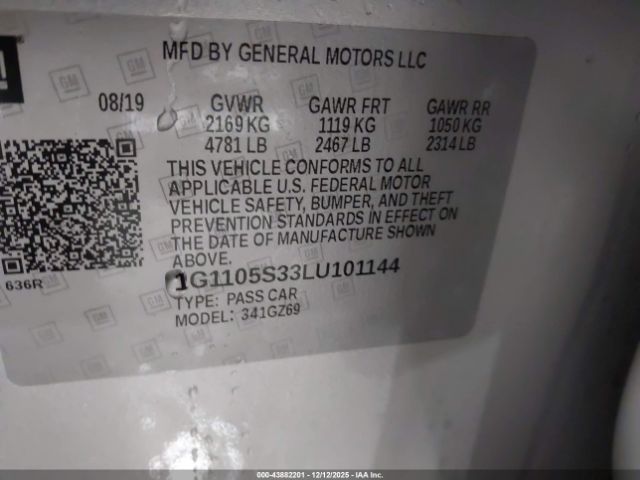 MFD BY GENERAL MOTORS LLC
08/19 GVWR GAWR FRT GAWR RR
2169 KG 1119 KG 1050 KG
4781 LB 2467 LB 2314 LB
THIS VEHICLE CONFORMS TO ALL
APPLICABLE U.S. FEDERAL MOTOR
VEHICLE SAFETY, BUMPER, AND THEFT
PREVENTION STANDARDS IN EFFECT ON
THE DATE OF MANUFACTURE SHOWN
ABOVE.
636R
1G1105S33LU101144
TYPE: PASS CAR
MODEL: 341GZ69
000-43882201 - 12/12/2025 - IAA Inc.